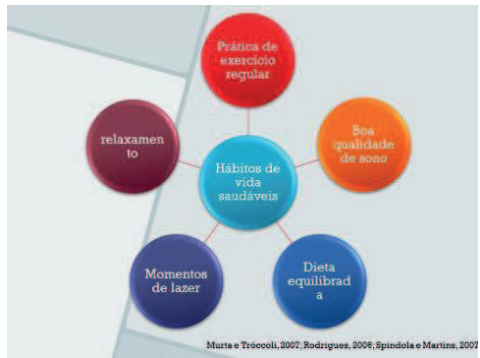 Prática de
exercício
regular
relaxamen
to
Boa
qualidade
de sono
Hábitos de
vida
saudáveis
Momentos
de lazer
Dieta
equilibrad
a
Murta e Tróccoli, 2007, Rodrigues, 2006; Spindola e Martins, 2007